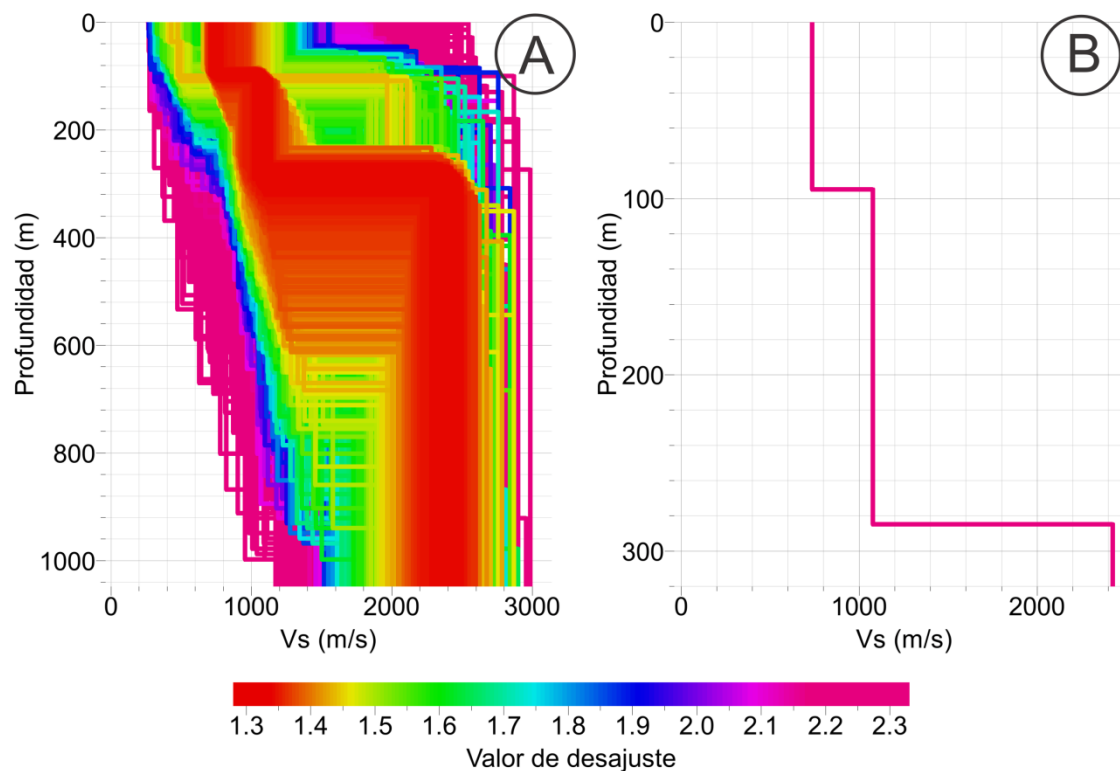 A
0
200
400
600
800
1000
Profundidad (m)
0 1000 2000 3000
Vs (m/s)
B
0
100
200
300
Profundidad (m)
0 1000 2000
Vs (m/s)
1.3 1.4 1.5 1.6 1.7 1.8 1.9 2.0 2.1 2.2 2.3
Valor de desajuste